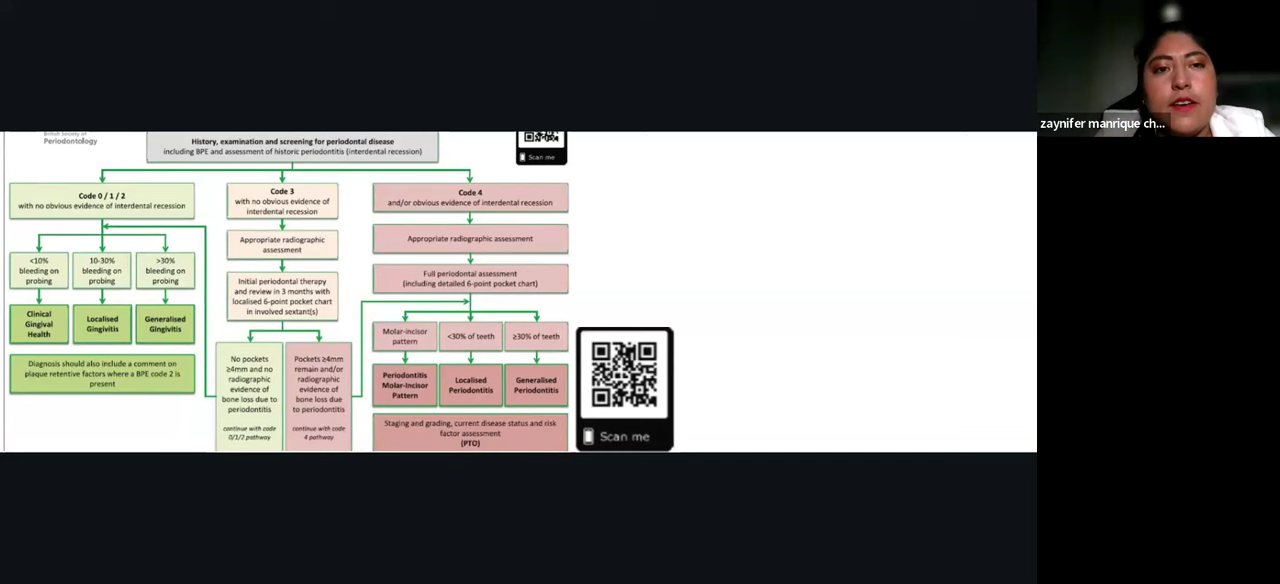 British Society of
Periodontology
History, examination and screening for periodontal disease
including BPE and assessment of historic periodontitis (interdental recession)
Scan me
zaynifer manrique ch...
Code 0 / 1 / 2
with no obvious evidence of interdental recession
Code 3
with no obvious evidence of
interdental recession
Code 4
and/or obvious evidence of interdental recession
Appropriate radiographic
assessment
Appropriate radiographic assessment
<10%
bleeding on
probing
10-30%
bleeding on
probing
>30%
bleeding on
probing
Initial periodontal therapy
and review in 3 months with
localised 6-point pocket chart
in involved sextant(s)
Full periodontal assessment
(including detailed 6-point pocket chart)
Clinical
Gingival
Health
Localised
Gingivitis
Generalised
Gingivitis
Molar-incisor
pattern
<30% of teeth
≥30% of teeth
Diagnosis should also include a comment on
plaque retentive factors where a BPE code 2 is
present
No pockets
≥4mm and no
radiographic
evidence of
bone loss due to
periodontitis
continue with code
0/1/2 pathway
Pockets ≥4mm
remain and/or
radiographic
evidence of
bone loss due
to periodontitis
continue with code
4 pathway
Periodontitis
Molar-Incisor
Pattern
Localised
Periodontitis
Generalised
Periodontitis
Staging and grading, current disease status and risk
factor assessment
(PTO)
Scan me